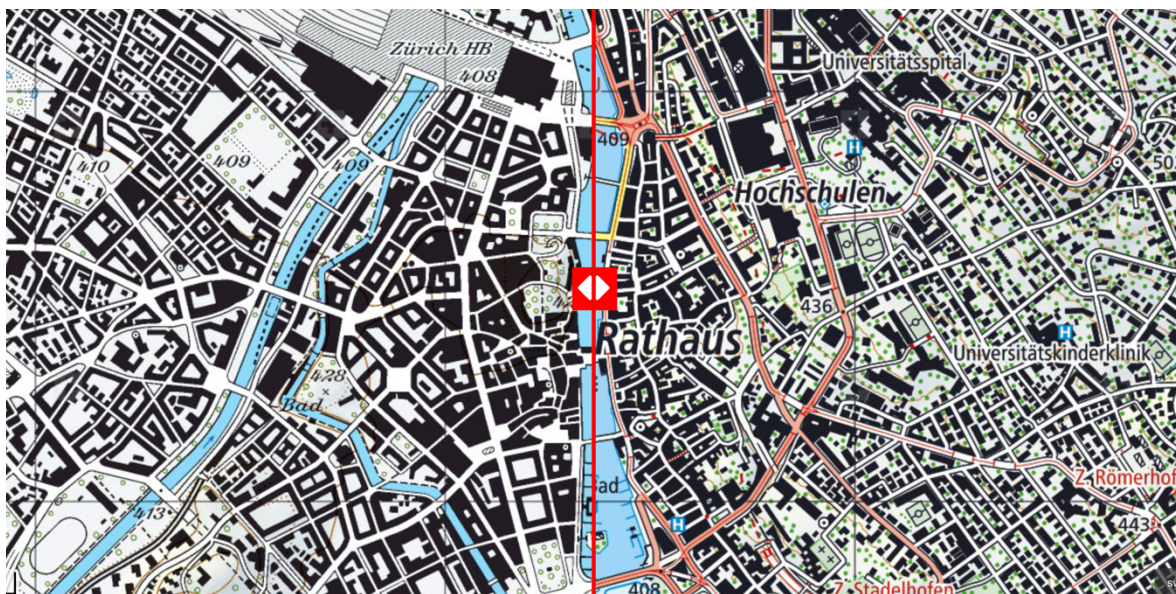 Zürich HB
408
409
409
410
428
Bad
413
Universitätsspital
409
H
Hochschulen
436
Rathaus
H
Universitätskinderklinik
Bad
H
Z. Römerhof
443
408
Z. Stadelhofen